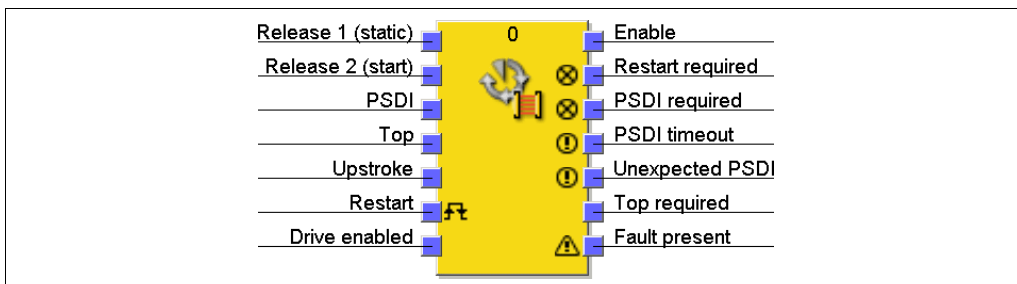 Release 1 (static) 0 Enable
Release 2 (start) Restart required
PSDI PSDI required
Top PSDI timeout
Upstroke Unexpected PSDI
Restart Top required
Drive enabled Fault present